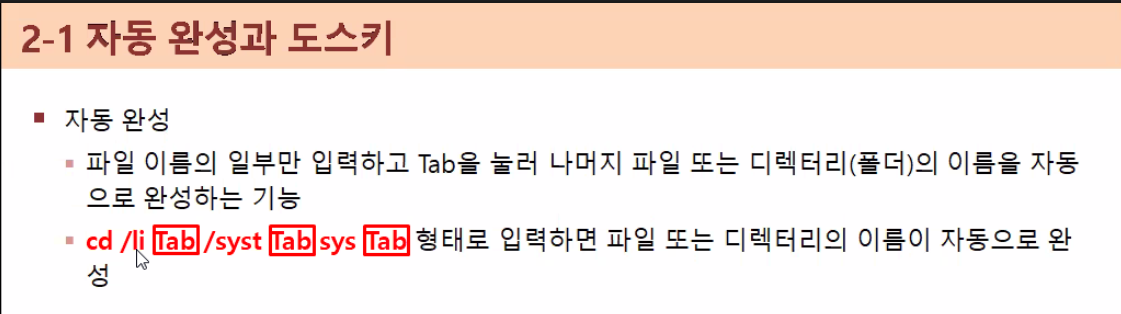 2-1 자동 완성과 도스키
자동 완성
파일 이름의 일부만 입력하고 Tab을 눌러 나머지 파일 또는 디렉터리(폴더)의 이름을 자동
으로 완성하는 기능
cd /li Tab /syst Tab sys Tab 형태로 입력하면 파일 또는 디렉터리의 이름이 자동으로 완
성